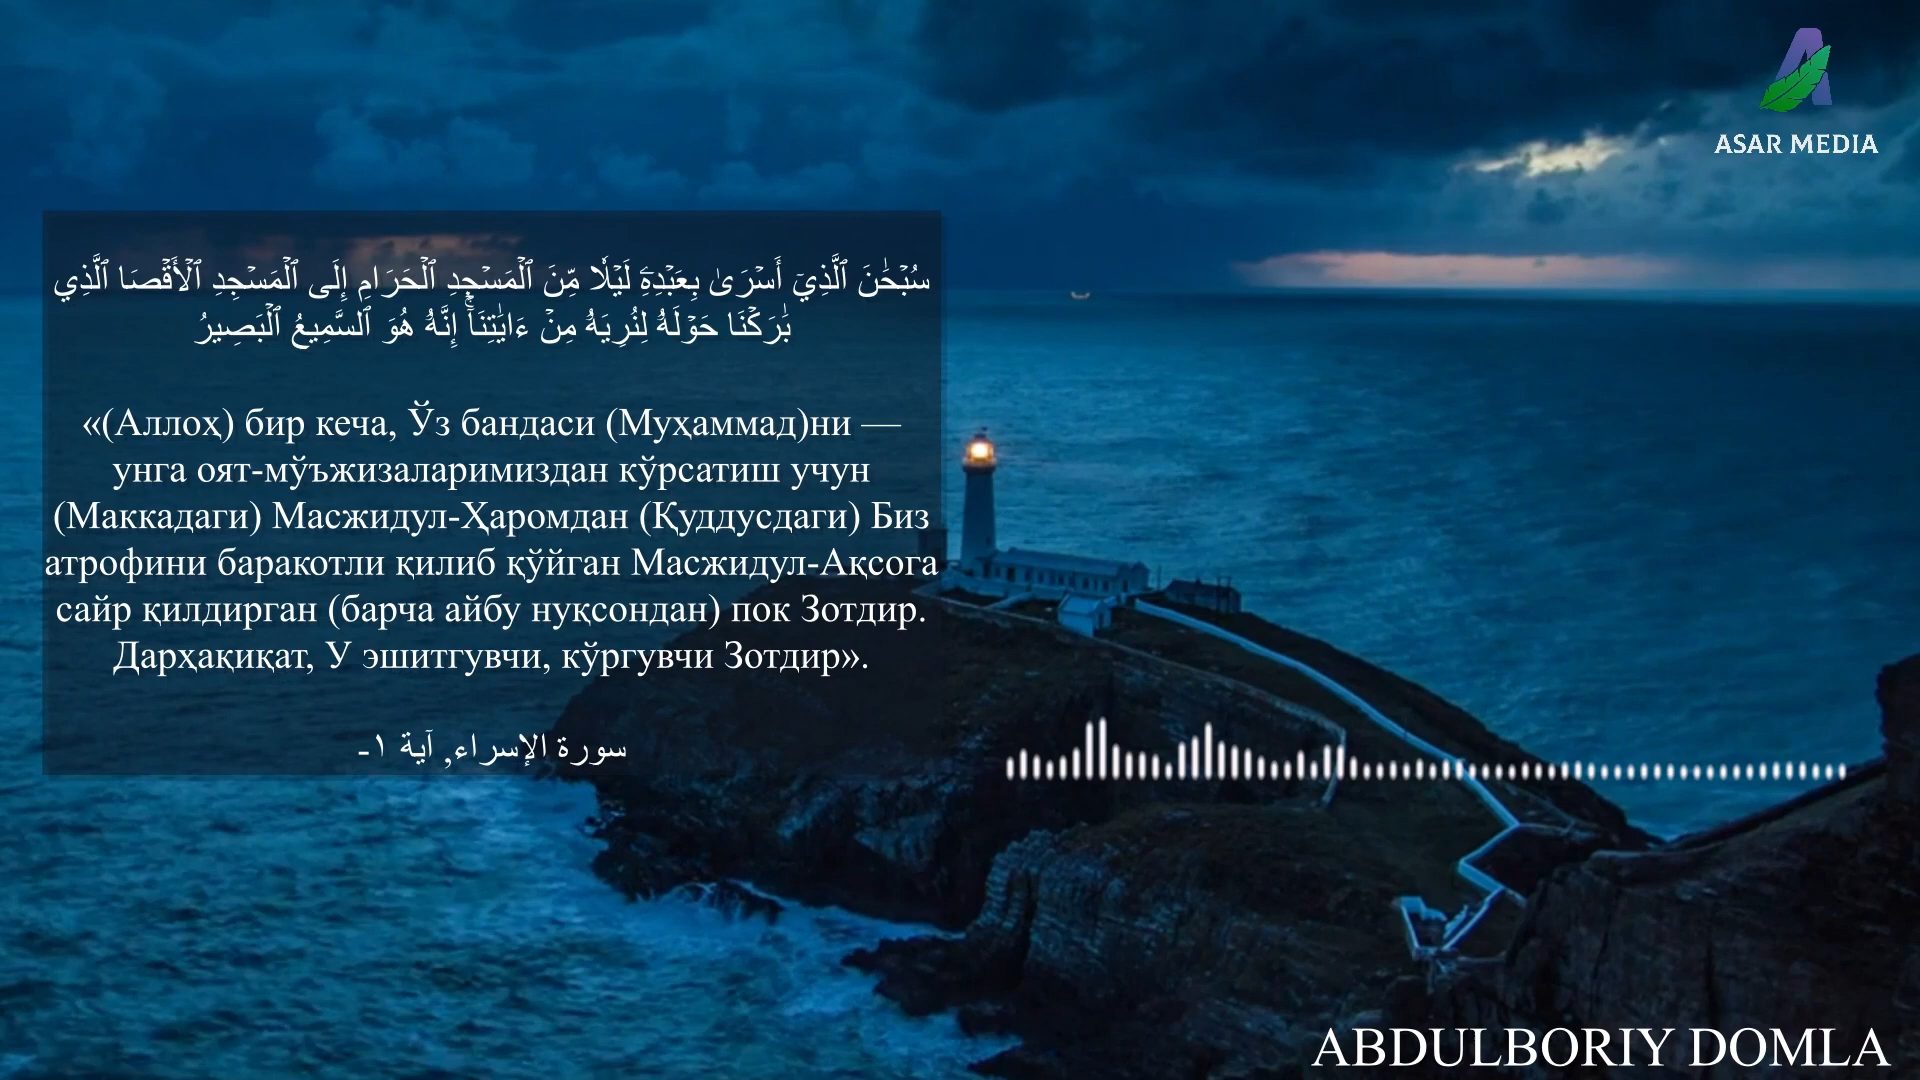 ASAR MEDIA
سُبۡحَٰنَ ٱلَّذِيٓ أَسۡرَىٰ بِعَبۡدِهِۦ لَيۡلٗا مِّنَ ٱلۡمَسۡجِدِ ٱلۡحَرَامِ إِلَى ٱلۡمَسۡجِدِ ٱلۡأَقۡصَا ٱلَّذِي
بَٰرَكۡنَا حَوۡلَهُۥ لِنُرِيَهُۥ مِنۡ ءَايَٰتِنَآۚ إِنَّهُۥ هُوَ ٱلسَّمِيعُ ٱلۡبَصِيرُ
«(Аллоҳ) бир кеча, Ўз бандаси (Муҳаммад)ни —
унга оят-мўъжизаларимиздан кўрсатиш учун
(Маккадаги) Масжидул-Ҳаромдан (Қуддусдаги) Биз
атрофини баракотли қилиб қўйган Масжидул-Ақсога
сайр қилдирган (барча айбу нуқсондан) пок Зотдир.
Дарҳақиқат, У эшитгувчи, кўргувчи Зотдир».
سورة الإسراء, آية ١-
ABDULBORIY DOMLA